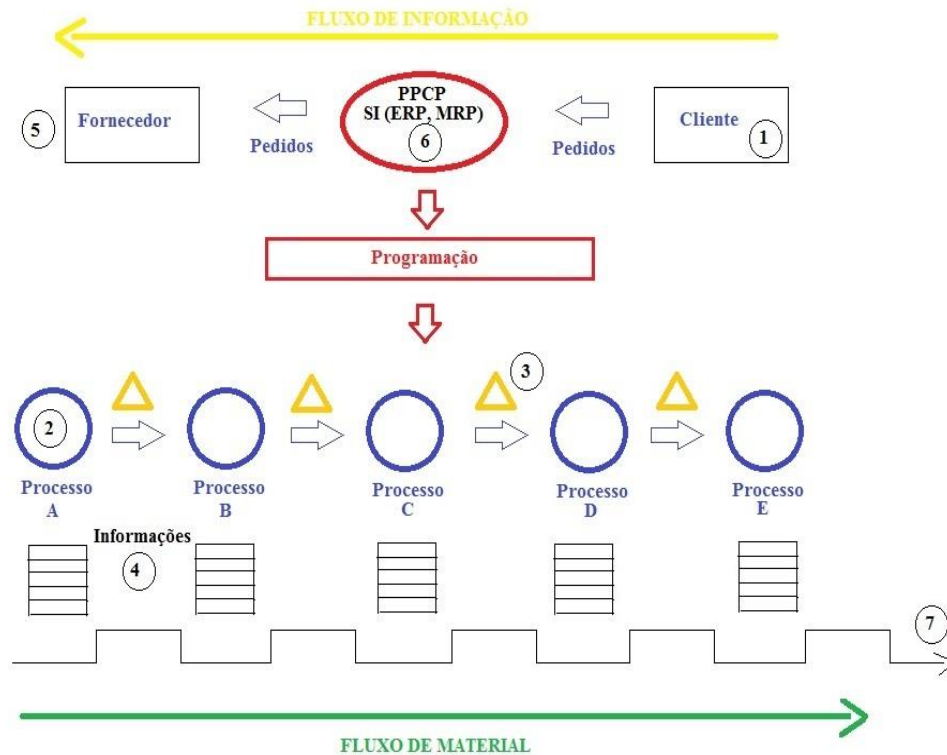 FLUXO DE INFORMAÇÃO
5
Fornecedor
Pedidos
PPCP
SI (ERP, MRP)
6
Pedidos
Cliente
1
Programação
3
2
Processo
A
Processo
B
Processo
C
Processo
D
Processo
E
Informações
4
7
FLUXO DE MATERIAL